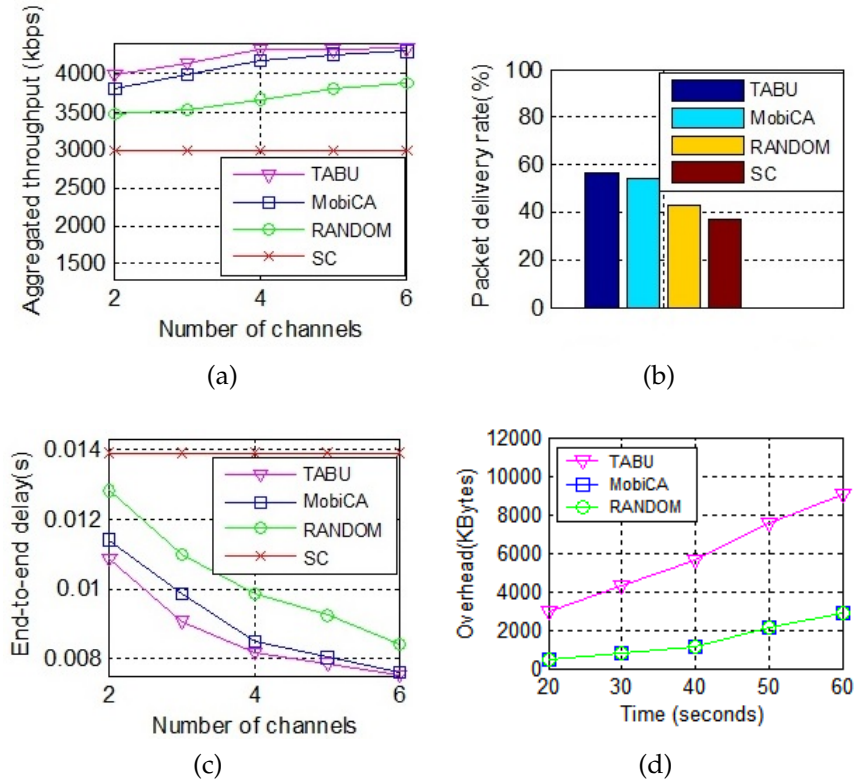 Aggregated throughput (kbps)
4000
3500
3000
2500
2000
1500
2
4
6
TABU
MobiCA
RANDOM
SC
Number of channels
(a)
Packet delivery rate(%)
100
80
60
40
20
0
TABU
MobiCA
RANDOM
SC
(b)
End-to-end delay(s)
0.014
0.012
0.01
0.008
2
4
6
TABU
MobiCA
RANDOM
SC
Number of channels
(c)
Overhead(KBytes)
12000
10000
8000
6000
4000
2000
0
20
30
40
50
60
TABU
MobiCA
RANDOM
Time (seconds)
(d)